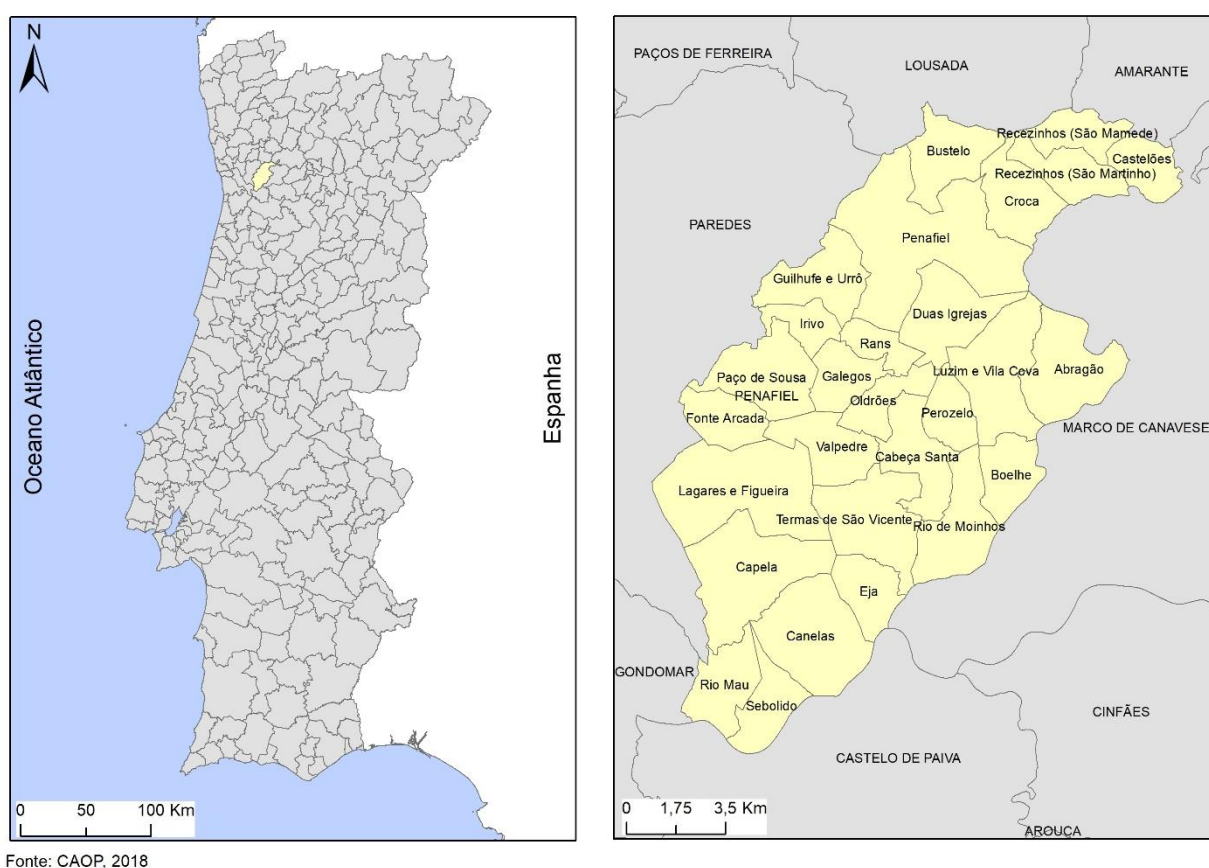 N
Oceano Atlântico
Espanha
0 50 100 Km
PAÇOS DE FERREIRA
LOUSADA
AMARANTE
Recezinhos (São Mamede)
Bustelo
Castelões
Recezinhos (São Martinho)
Croca
PAREDES
Penafiel
Guilhufe e Urrô
Duas Igrejas
Irivo
Rans
Luzim e Vila Cova
Abragão
Paço de Sousa
Galegos
PENAFIEL
Oldrões
Fonte Arcada
Perozelo
MARCO DE CANAVESE
Valpedre
Cabeça Santa
Boelhe
Lagares e Figueira
Termas de São Vicente
Rio de Moinhos
Capela
Eja
Canelas
GONDOMAR
Rio Mau
Sebolido
CINFÃES
CASTELO DE PAIVA
0 1,75 3,5 Km
AROUCA
Fonte: CAOP, 2018